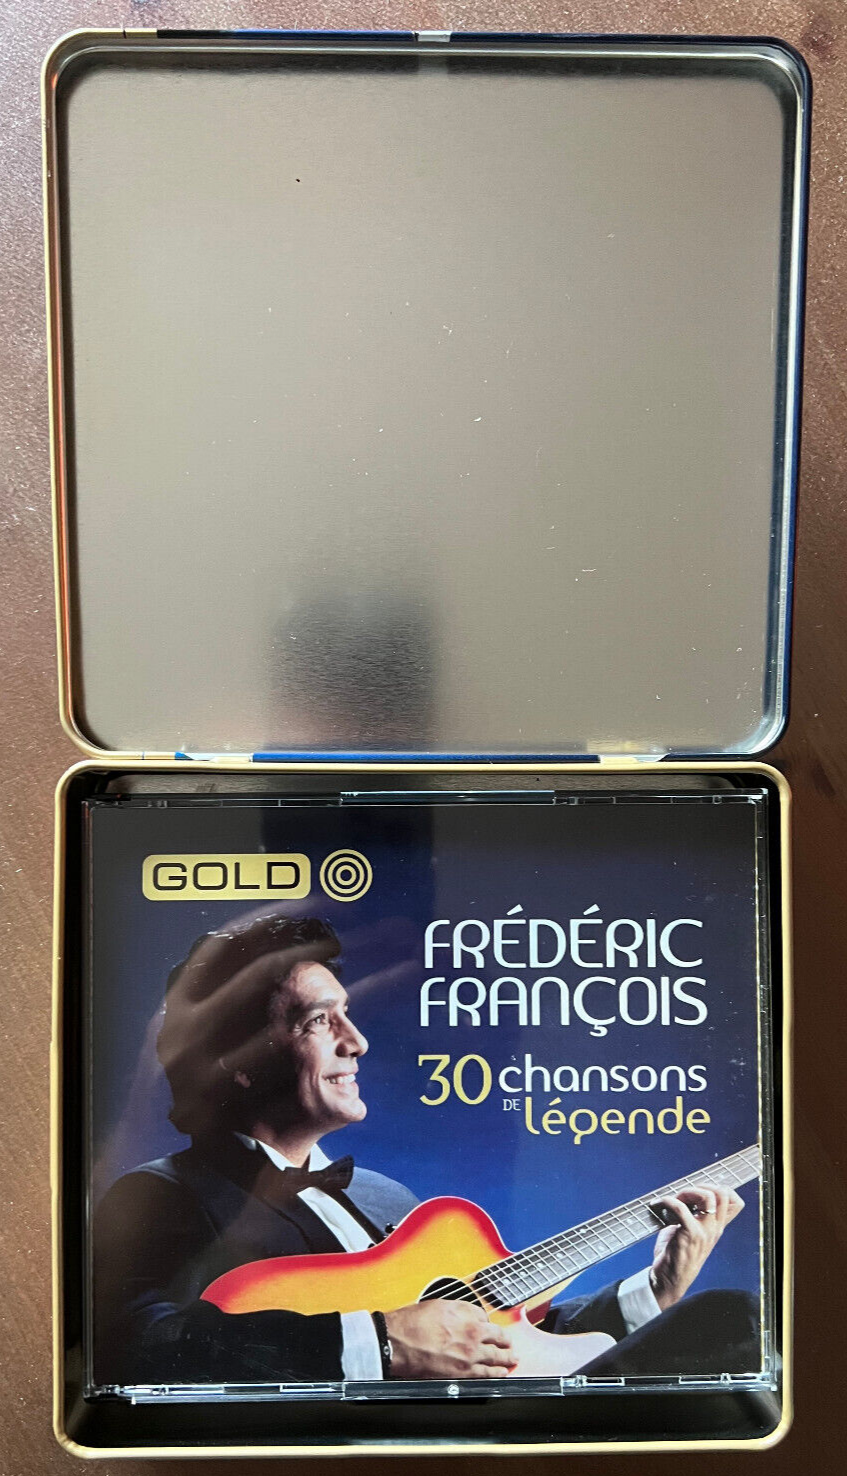 GOLD
FRÉDÉRIC
FRANÇOIS
30 chansons
DE légende